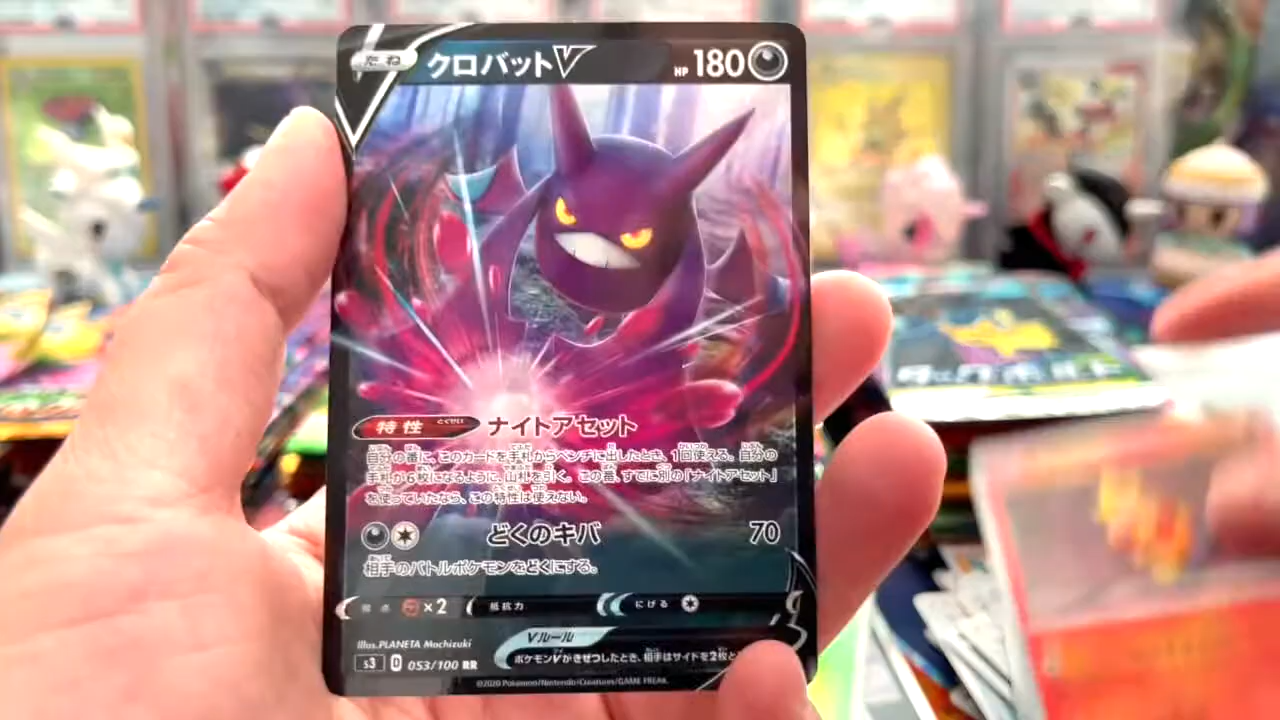 たね クロバットV HP 180
特性 とくせい ナイトアセット
自分の番に、このカードを手札からベンチに出したとき、1回使える。自分の
手札が6枚になるように、山札を引く。この番、すでに別の「ナイトアセット」
を使っていたなら、この特性は使えない。
どくのキバ 70
相手のバトルポケモンをどくにする。
弱点 ×2 抵抗力 にげる
Illus.PLANETA Mochizuki
Vルール
ポケモンVがきぜつしたとき、相手はサイドを2枚と
s3 D 053/100 RR
©2020 Pokémon/Nintendo/Creatures/GAME FREAK.